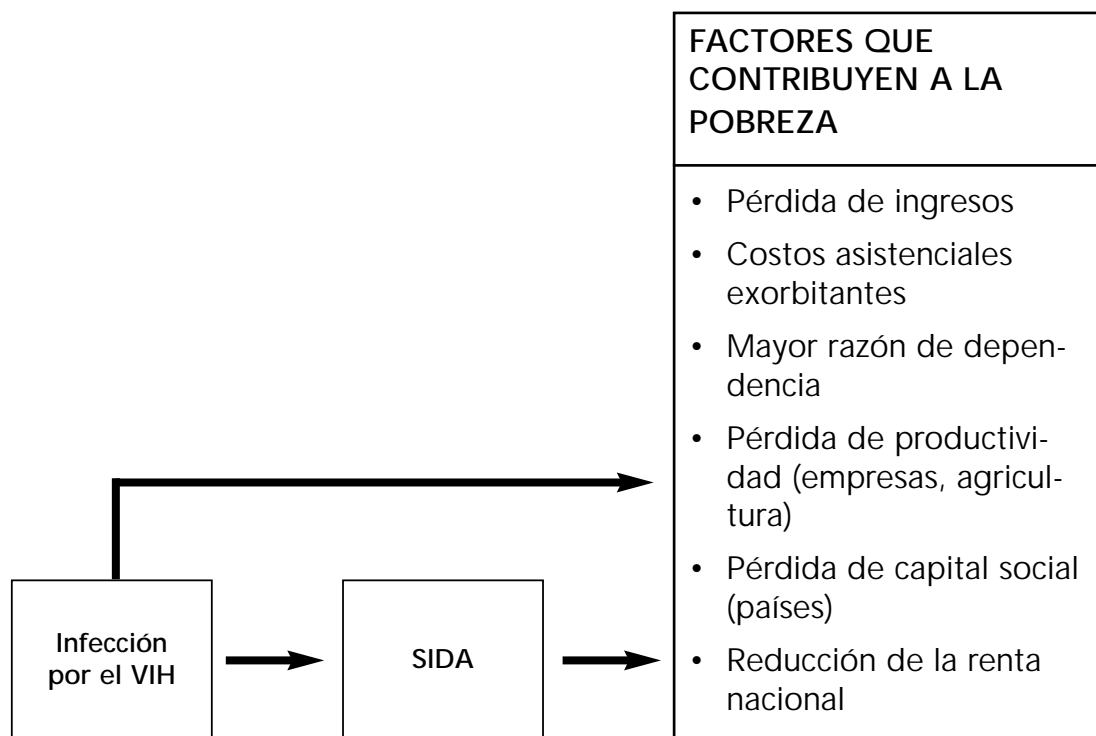 FACTORES QUE
CONTRIBUYEN A LA
POBREZA
• Pérdida de ingresos
• Costos asistenciales
exorbitantes
• Mayor razón de depen-
dencia
• Pérdida de productivi-
dad (empresas, agricul-
tura)
• Pérdida de capital social
(países)
• Reducción de la renta
nacional
Infección
por el VIH
SIDA